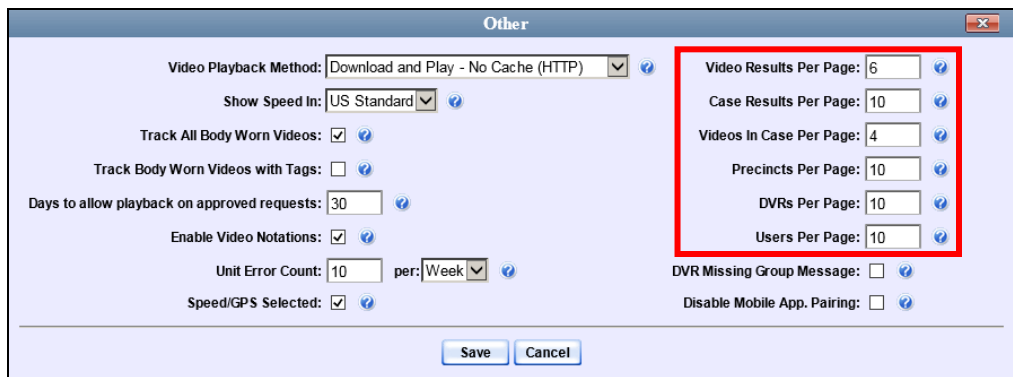 Other
Video Playback Method: Download and Play - No Cache (HTTP)
Show Speed In: US Standard
Track All Body Worn Videos:
Track Body Worn Videos with Tags:
Days to allow playback on approved requests: 30
Enable Video Notations:
Unit Error Count: 10 per: Week
Speed/GPS Selected:
Video Results Per Page: 6
Case Results Per Page: 10
Videos In Case Per Page: 4
Precincts Per Page: 10
DVRs Per Page: 10
Users Per Page: 10
DVR Missing Group Message:
Disable Mobile App. Pairing:
Save Cancel